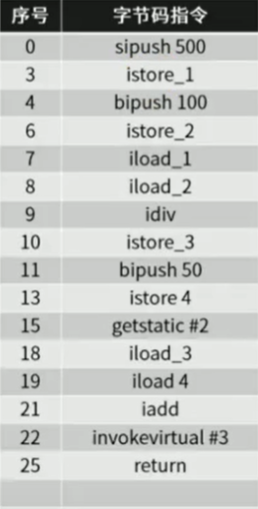 序号 字节码指令
0 sipush 500
3 istore_1
4 bipush 100
6 istore_2
7 iload_1
8 iload_2
9 idiv
10 istore_3
11 bipush 50
13 istore 4
15 getstatic #2
18 iload_3
19 iload 4
21 iadd
22 invokevirtual #3
25 return